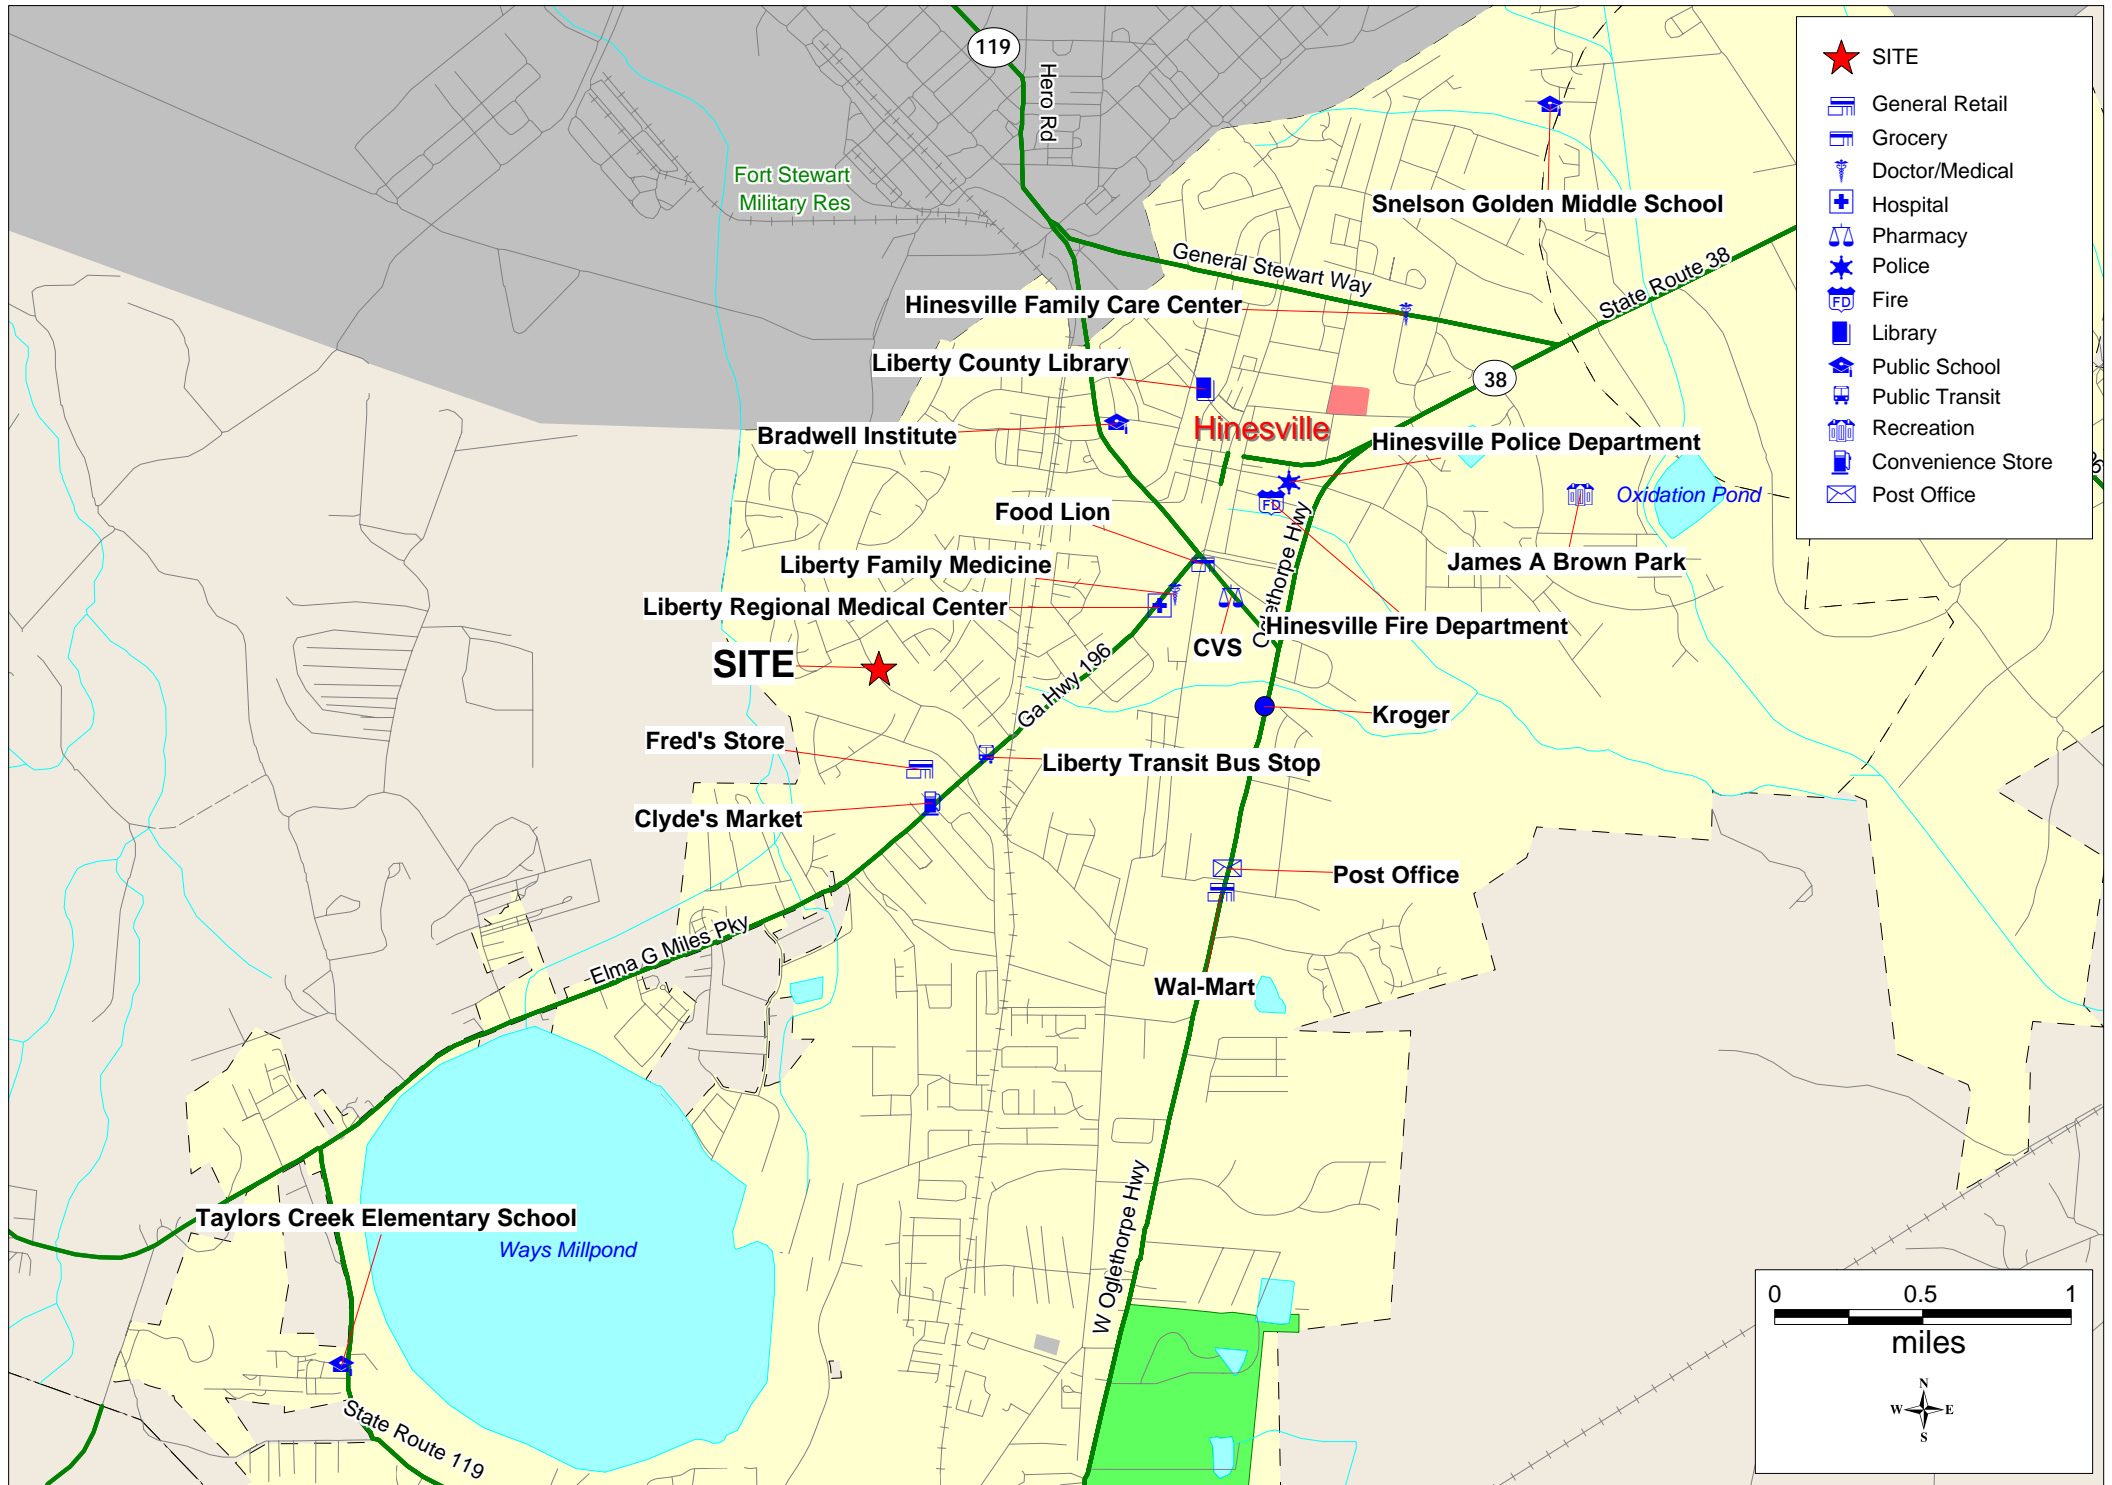 119
Hero Rd
Fort Stewart
Military Res
SITE
General Retail
Grocery
Doctor/Medical
Hospital
Pharmacy
Police
FD
Fire
Library
Public School
Public Transit
Recreation
Convenience Store
Post Office
Snelson Golden Middle School
General Stewart Way
State Route 38
Hinesville Family Care Center
Liberty County Library
38
Bradwell Institute
Hinesville
Hinesville Police Department
FD
Oxidation Pond
Food Lion
Oglethorpe Hwy
James A Brown Park
Liberty Family Medicine
Liberty Regional Medical Center
Hinesville Fire Department
CVS
SITE
Ga Hwy 196
Kroger
Fred's Store
Liberty Transit Bus Stop
Clyde's Market
Post Office
Elma G Miles Pky
Wal-Mart
W Oglethorpe Hwy
Taylors Creek Elementary School
Ways Millpond
State Route 119
0 0.5 1
miles
N
W E
S